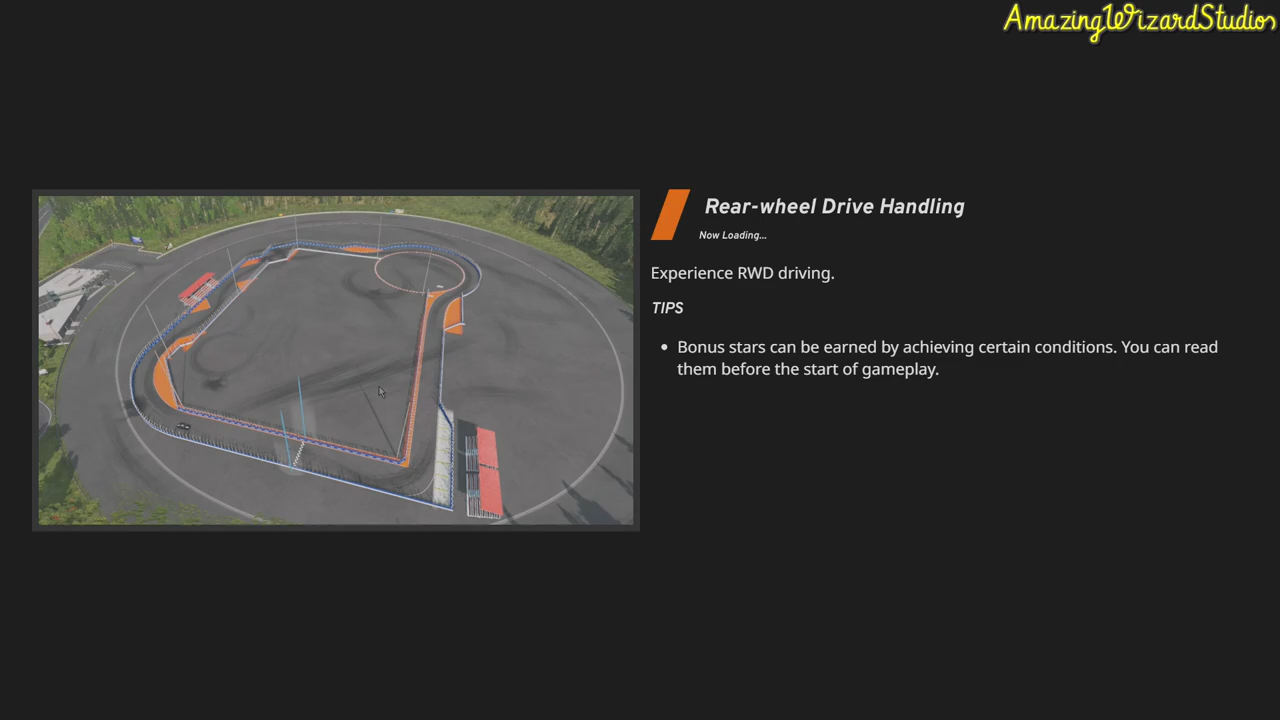 AmazingWizardStudios
Rear-wheel Drive Handling
Now Loading...
Experience RWD driving.
TIPS
• Bonus stars can be earned by achieving certain conditions. You can read
them before the start of gameplay.